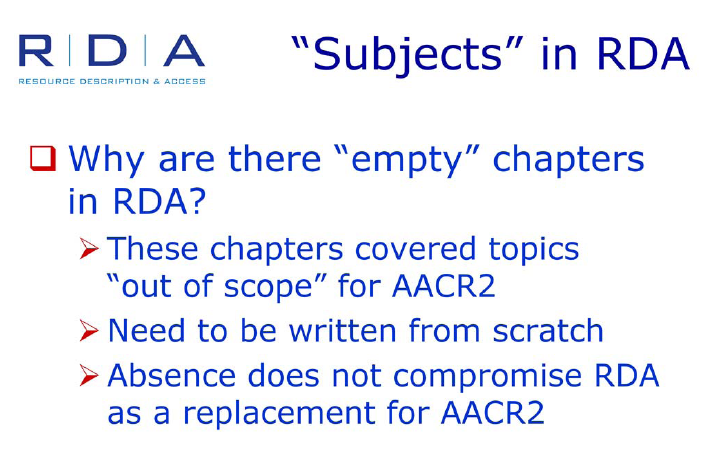 R|D|A
RESOURCE DESCRIPTION & ACCESS
“Subjects” in RDA
Why are there “empty” chapters
in RDA?
These chapters covered topics
“out of scope” for AACR2
Need to be written from scratch
Absence does not compromise RDA
as a replacement for AACR2